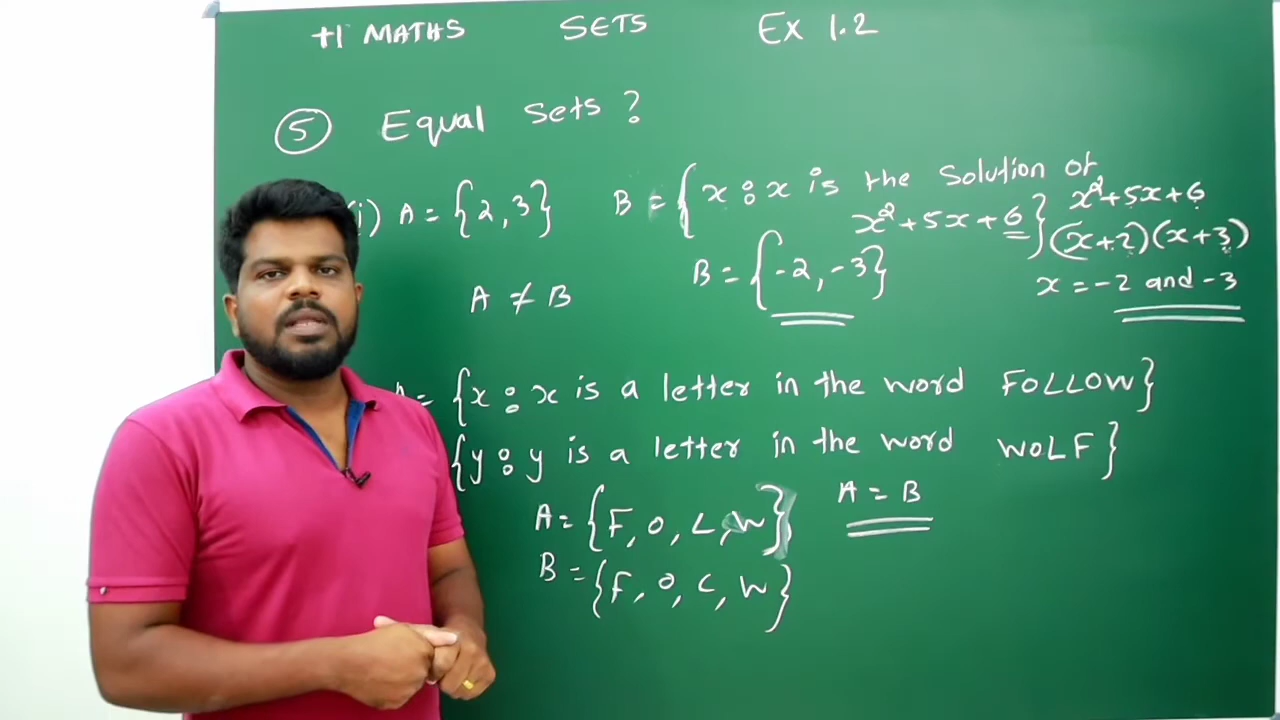 +1 MATHS SETS Ex 1.2
⑤ Equal Sets ?
(i) A = {2, 3} B = {x : x is the solution of
x² + 5x + 6}
x² + 5x + 6
(x + 2)(x + 3)
x = -2 and -3
B = {-2, -3}
A ≠ B
A = {x : x is a letter in the word FOLLOW}
{y : y is a letter in the word WOLF}
A = {F, O, L, W} A = B
B = {F, O, L, W}